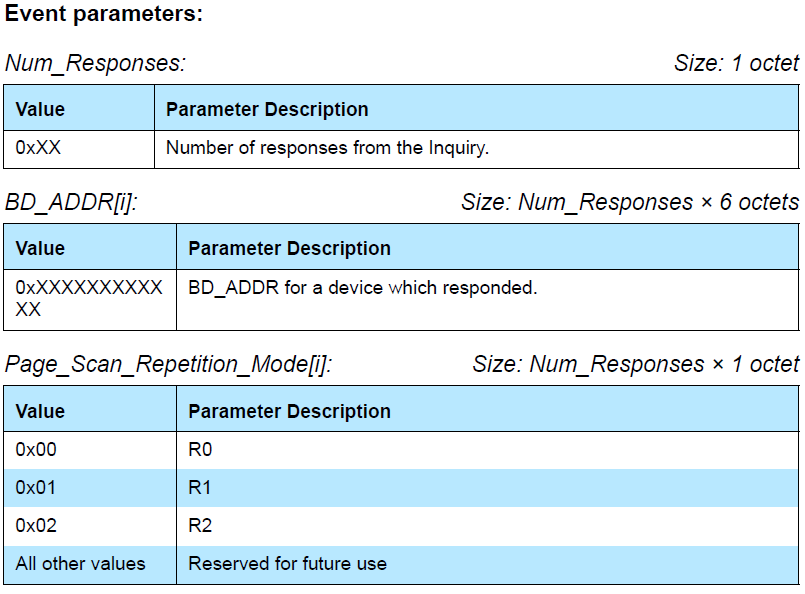 Event parameters:
Num_Responses: Size: 1 octet
Value Parameter Description
0xXX Number of responses from the Inquiry.
BD_ADDR[i]: Size: Num_Responses × 6 octets
Value Parameter Description
0xXXXXXXXXXX BD_ADDR for a device which responded.
XX
Page_Scan_Repetition_Mode[i]: Size: Num_Responses × 1 octet
Value Parameter Description
0x00 R0
0x01 R1
0x02 R2
All other values Reserved for future use